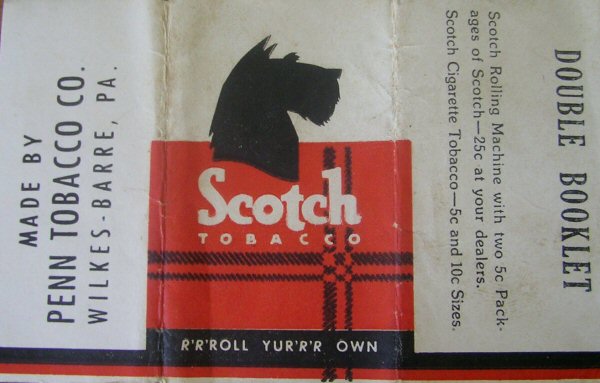 MADE BY
PENN TOBACCO CO.
WILKES-BARRE, PA.
Scotch
TOBACCO
R'R'ROLL YUR'R'R OWN
DOUBLE BOOKLET
Scotch Rolling Machine with two 5c Pack-
ages of Scotch—25c at your dealers.
Scotch Cigarette Tobacco—5c and 10c Sizes.